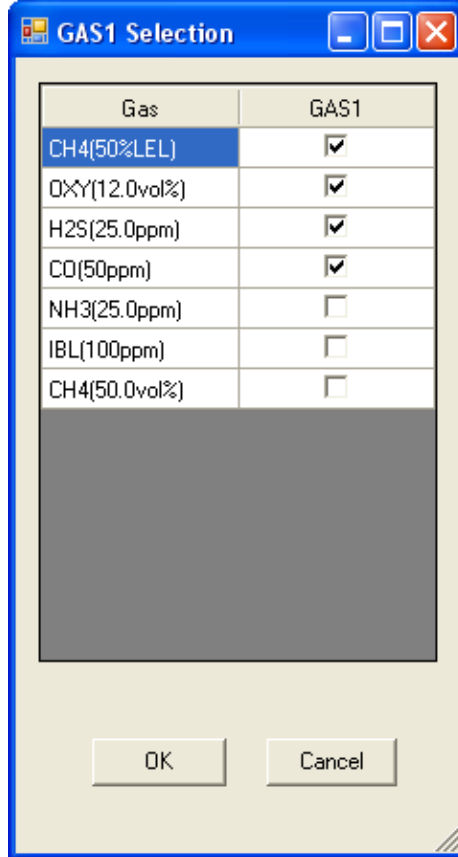 GAS1 Selection
Gas GAS1
CH4(50%LEL)
OXY(12.0vol%)
H2S(25.0ppm)
CO(50ppm)
NH3(25.0ppm)
IBL(100ppm)
CH4(50.0vol%)
OK Cancel